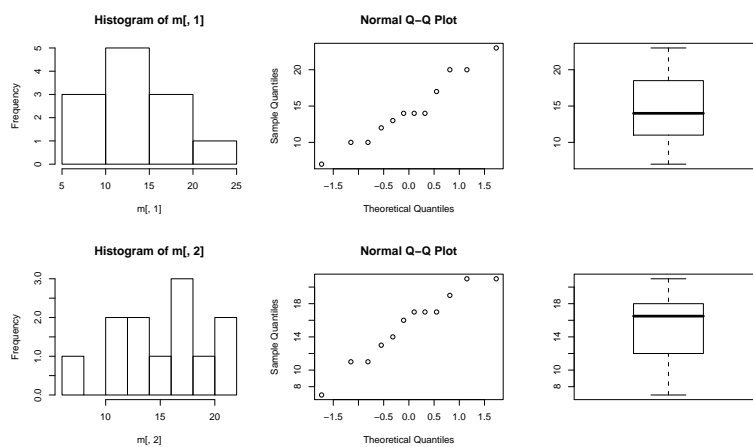 Histogram of m[, 1]
Frequency
0 1 2 3 4 5
5 10 15 20 25
m[, 1]
Normal Q−Q Plot
Sample Quantiles
10 15 20
−1.5 −0.5 0.0 0.5 1.0 1.5
Theoretical Quantiles
10 15 20
Histogram of m[, 2]
Frequency
0.0 1.0 2.0 3.0
10 15 20
m[, 2]
Normal Q−Q Plot
Sample Quantiles
8 10 14 18
−1.5 −0.5 0.0 0.5 1.0 1.5
Theoretical Quantiles
8 10 14 18